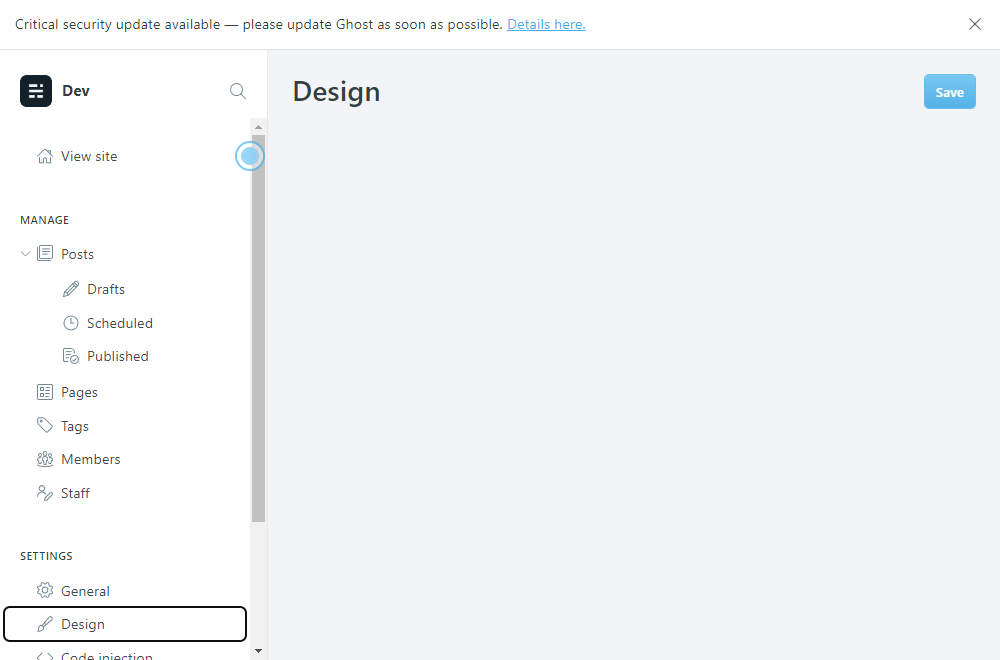 Critical security update available — please update Ghost as soon as possible. Details here.
Dev
Design
Save
View site
MANAGE
Posts
Drafts
Scheduled
Published
Pages
Tags
Members
Staff
SETTINGS
General
Design
Code injection